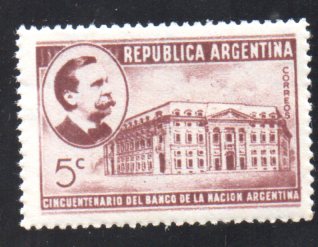 REPUBLICA ARGENTINA
CORREOS
5c
CINCUENTENARIO DEL BANCO DE LA NACION ARGENTINA